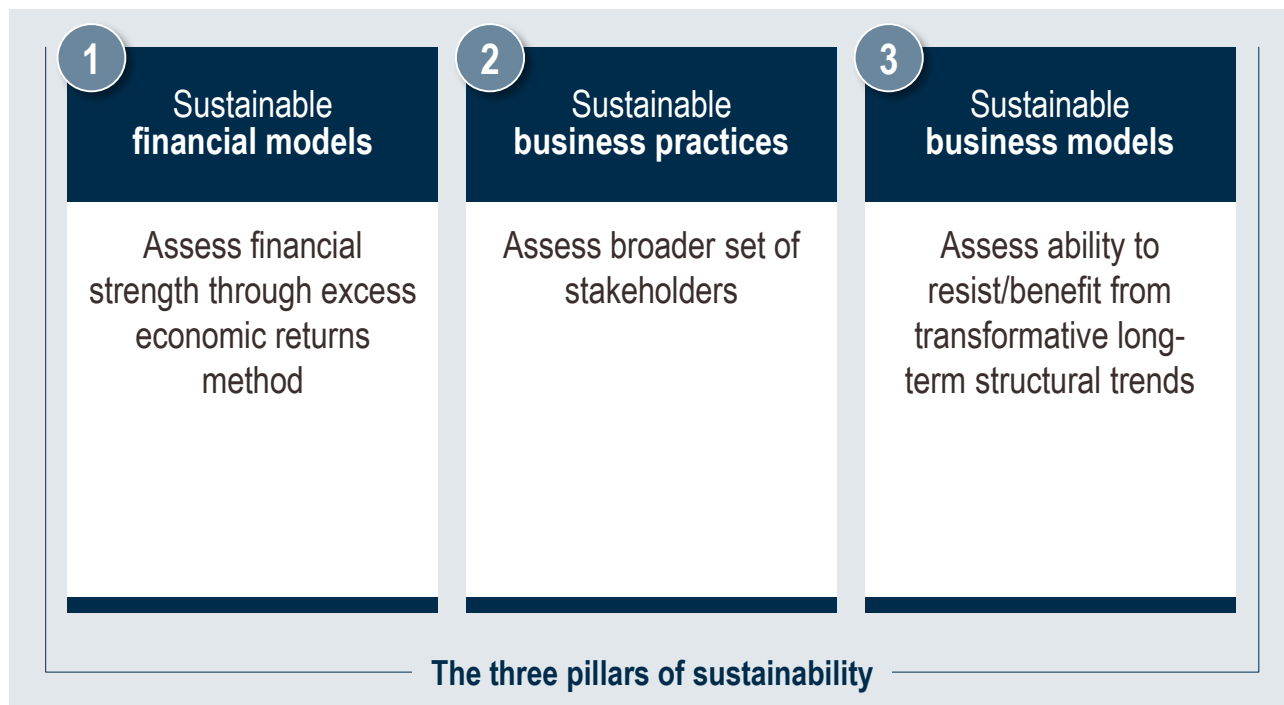 1
Sustainable
financial models
Assess financial
strength through excess
economic returns
method
2
Sustainable
business practices
Assess broader set of
stakeholders
3
Sustainable
business models
Assess ability to
resist/benefit from
transformative long-
term structural trends
The three pillars of sustainability